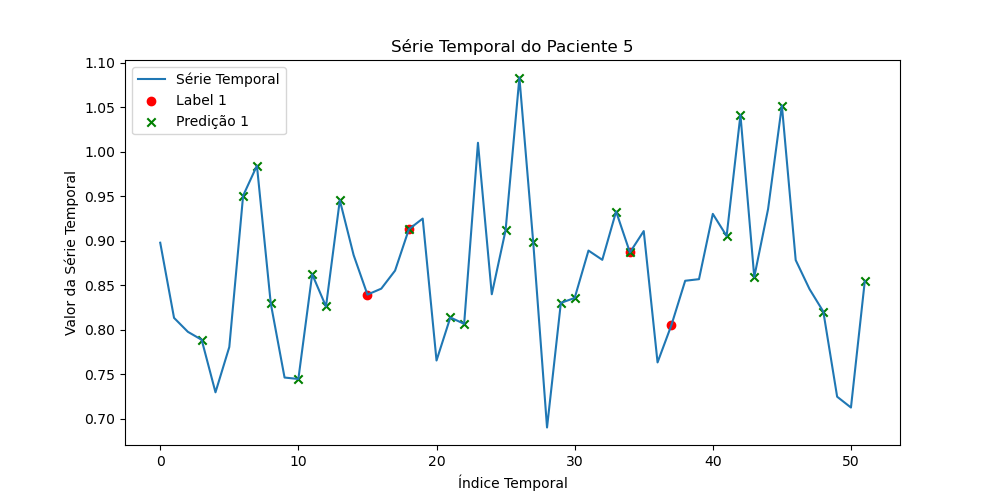 Série Temporal do Paciente 5
Série Temporal
Label 1
Predição 1
Valor da Série Temporal
1.10
1.05
1.00
0.95
0.90
0.85
0.80
0.75
0.70
0
10
20
30
40
50
Índice Temporal